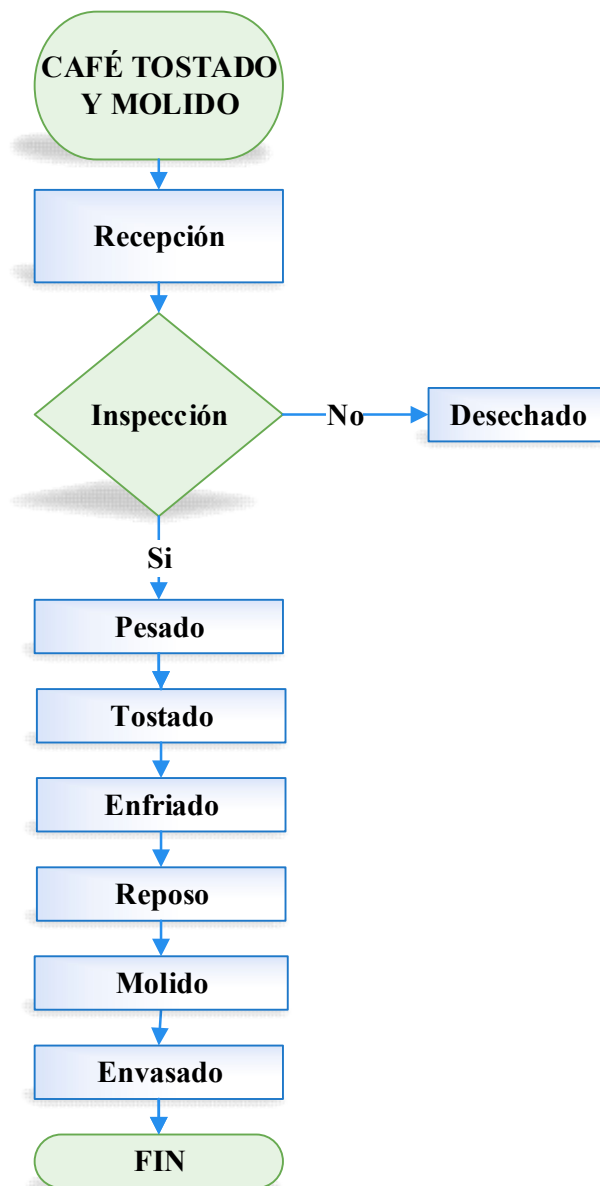 CAFÉ TOSTADO
Y MOLIDO
Recepción
Inspección
No
Desechado
Si
Pesado
Tostado
Enfriado
Reposo
Molido
Envasado
FIN